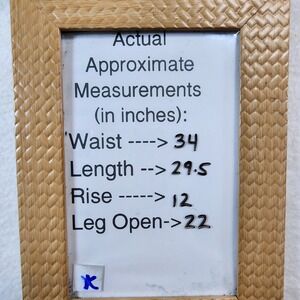 Actual
Approximate
Measurements
(in inches):
Waist ----> 34
Length --> 29.5
Rise -----> 12
Leg Open-> 22
K